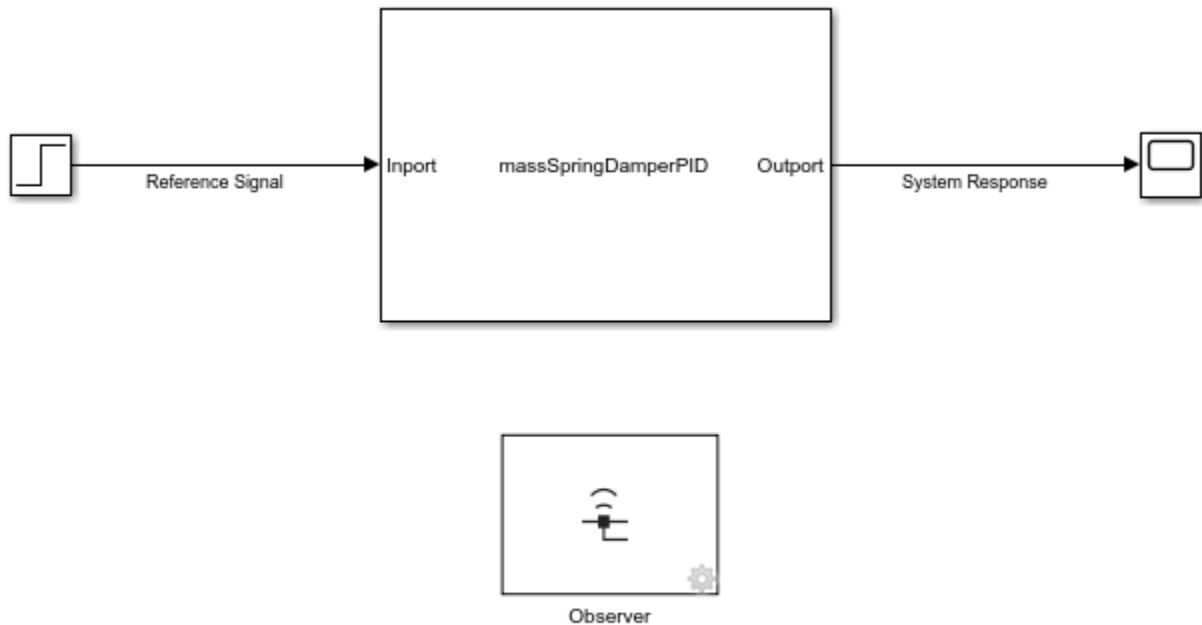 Inport
massSpringDamperPID
Outport
Reference Signal
System Response
Observer